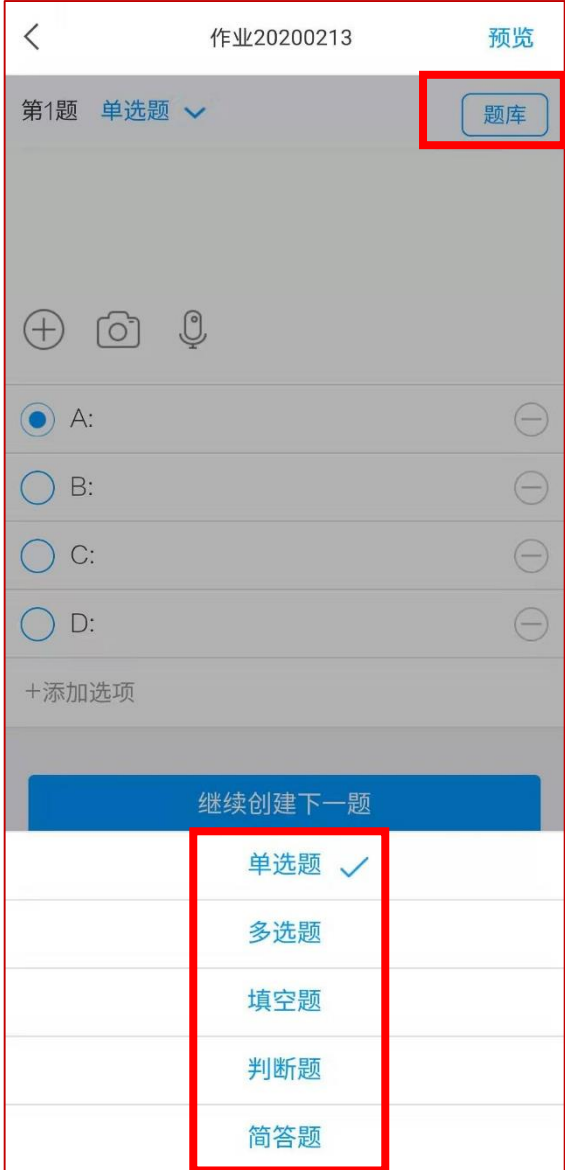 作业20200213 预览
第1题 单选题 题库
A:
B:
C:
D:
+添加选项
继续创建下一题
单选题
多选题
填空题
判断题
简答题